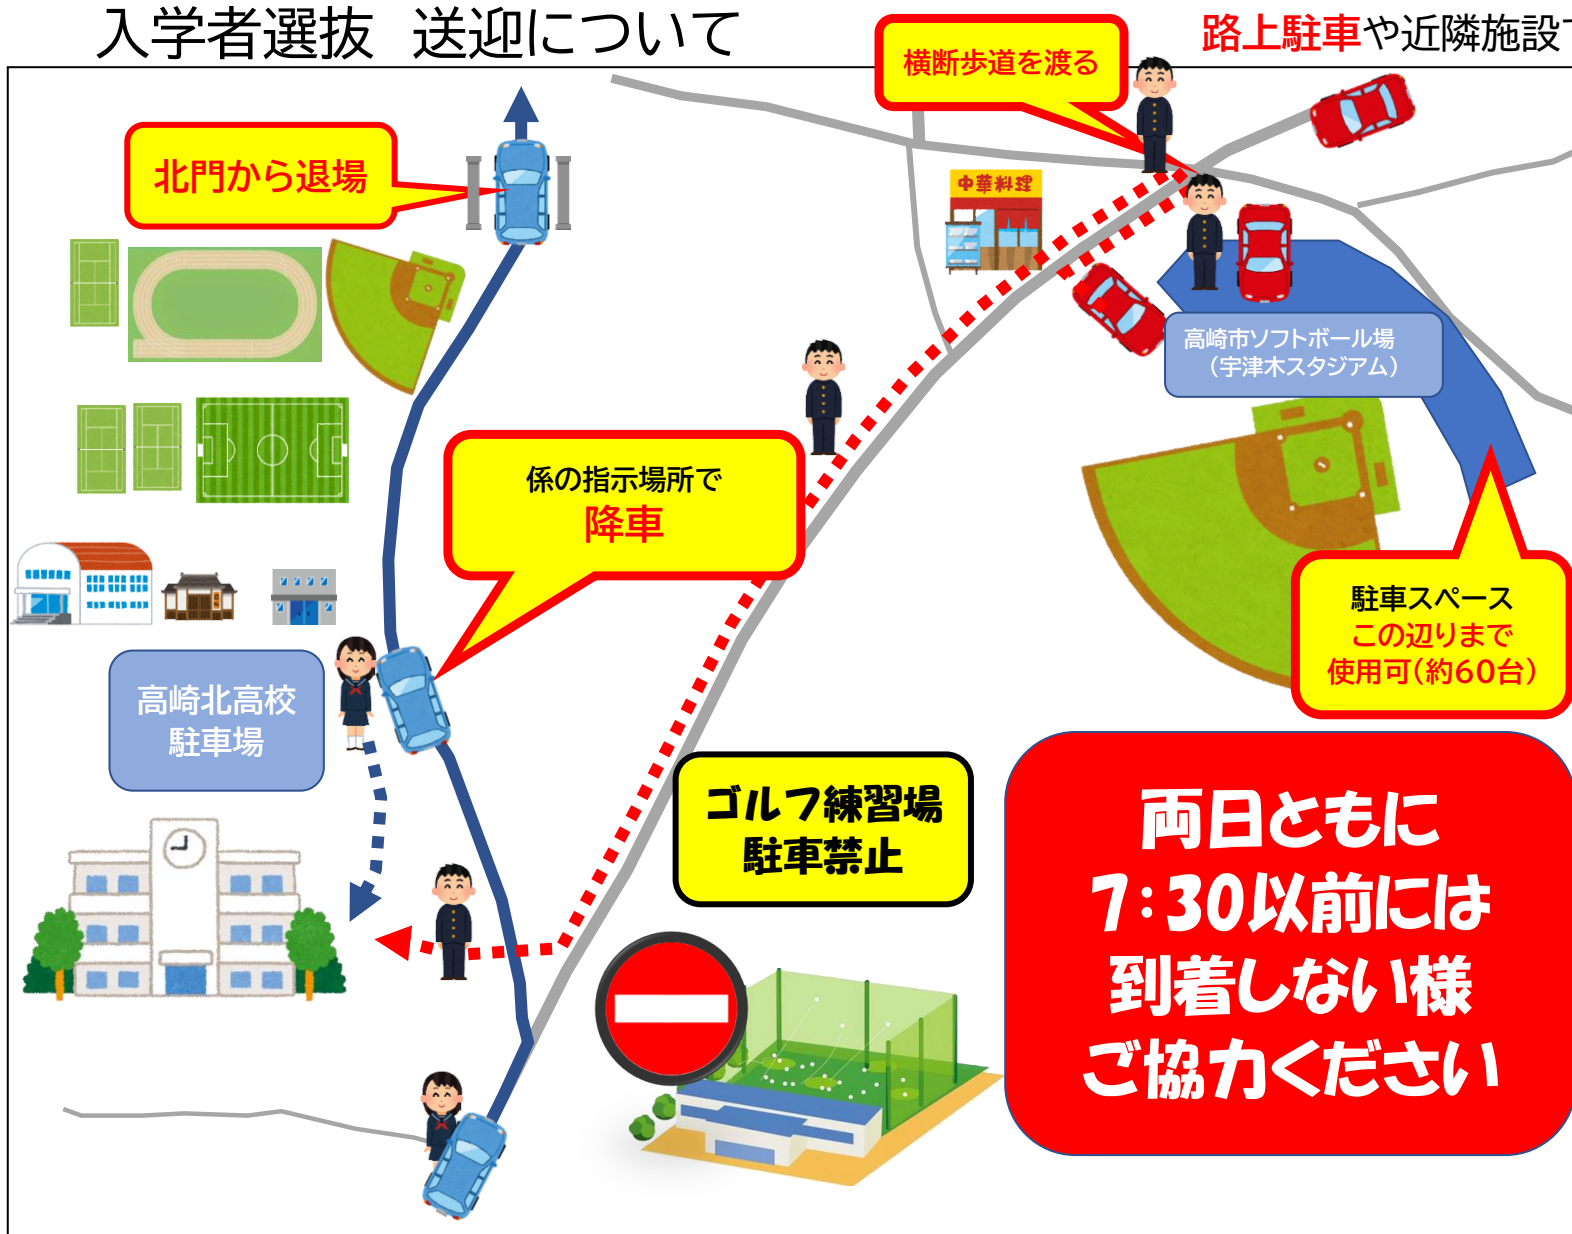 入学者選抜 送迎について
路上駐車や近隣施設
横断歩道を渡る
北門から退場
中華料理
高崎市ソフトボール場
(宇津木スタジアム)
係の指示場所で
降車
駐車スペース
この辺りまで
使用可(約60台)
高崎北高校
駐車場
ゴルフ練習場
駐車禁止
両日ともに
7:30以前には
到着しない様
ご協力ください